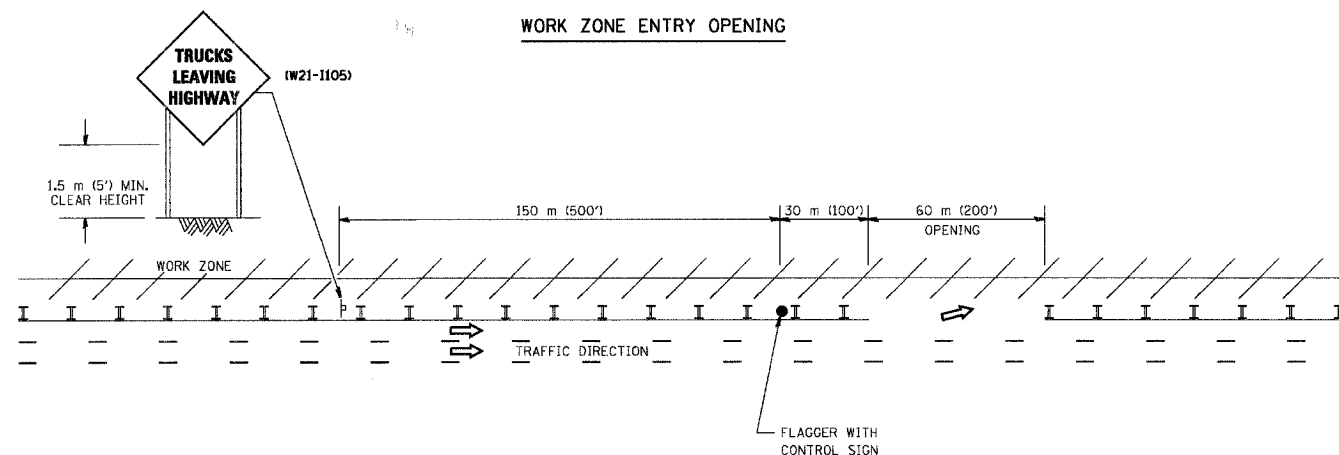 WORK ZONE ENTRY OPENING
TRUCKS
LEAVING
HIGHWAY
(W21-I105)
1.5 m (5') MIN.
CLEAR HEIGHT
150 m (500')
30 m (100')
60 m (200')
OPENING
WORK ZONE
TRAFFIC DIRECTION
FLAGGER WITH
CONTROL SIGN